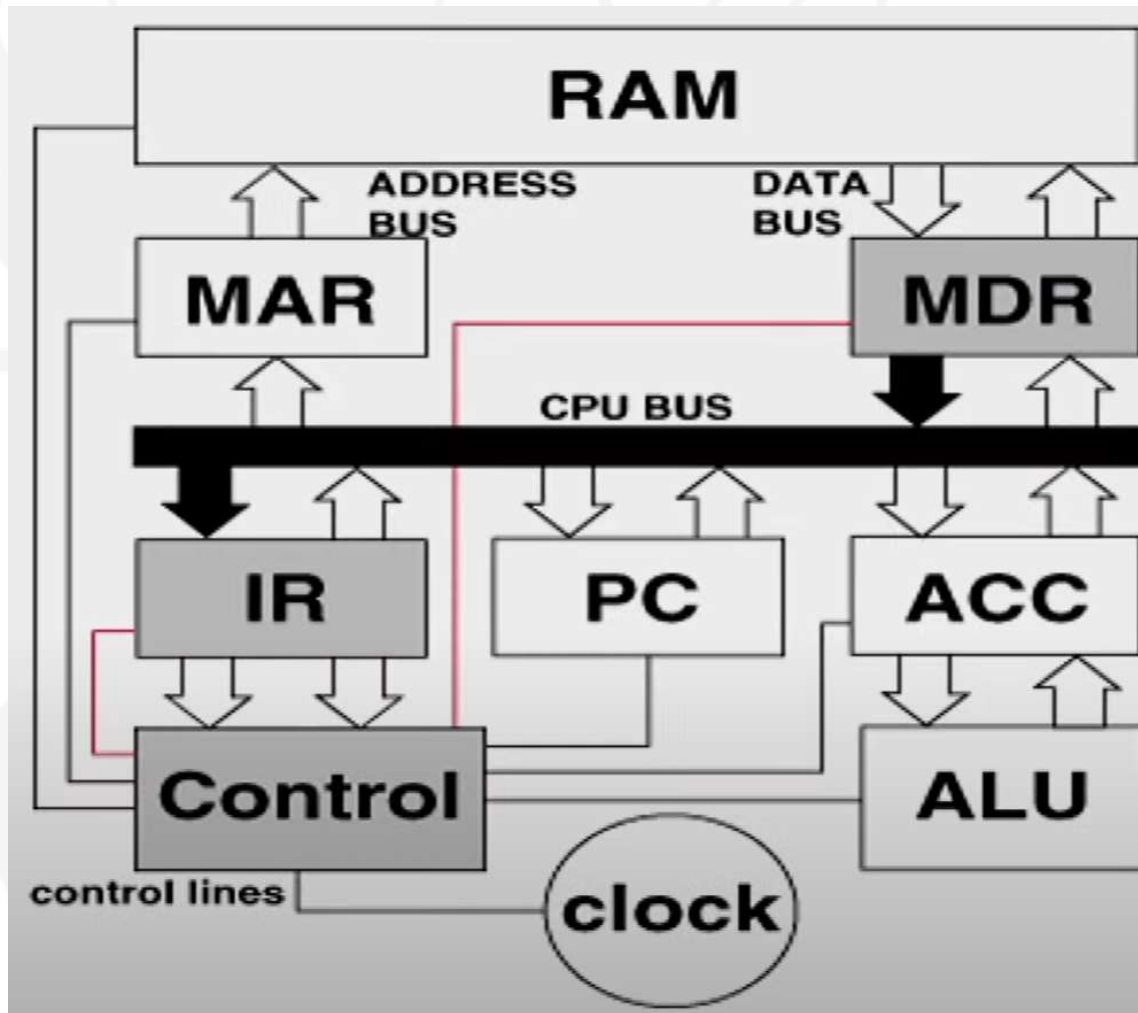 RAM
ADDRESS
BUS
DATA
BUS
MAR
MDR
CPU BUS
IR
PC
ACC
Control
ALU
control lines
clock